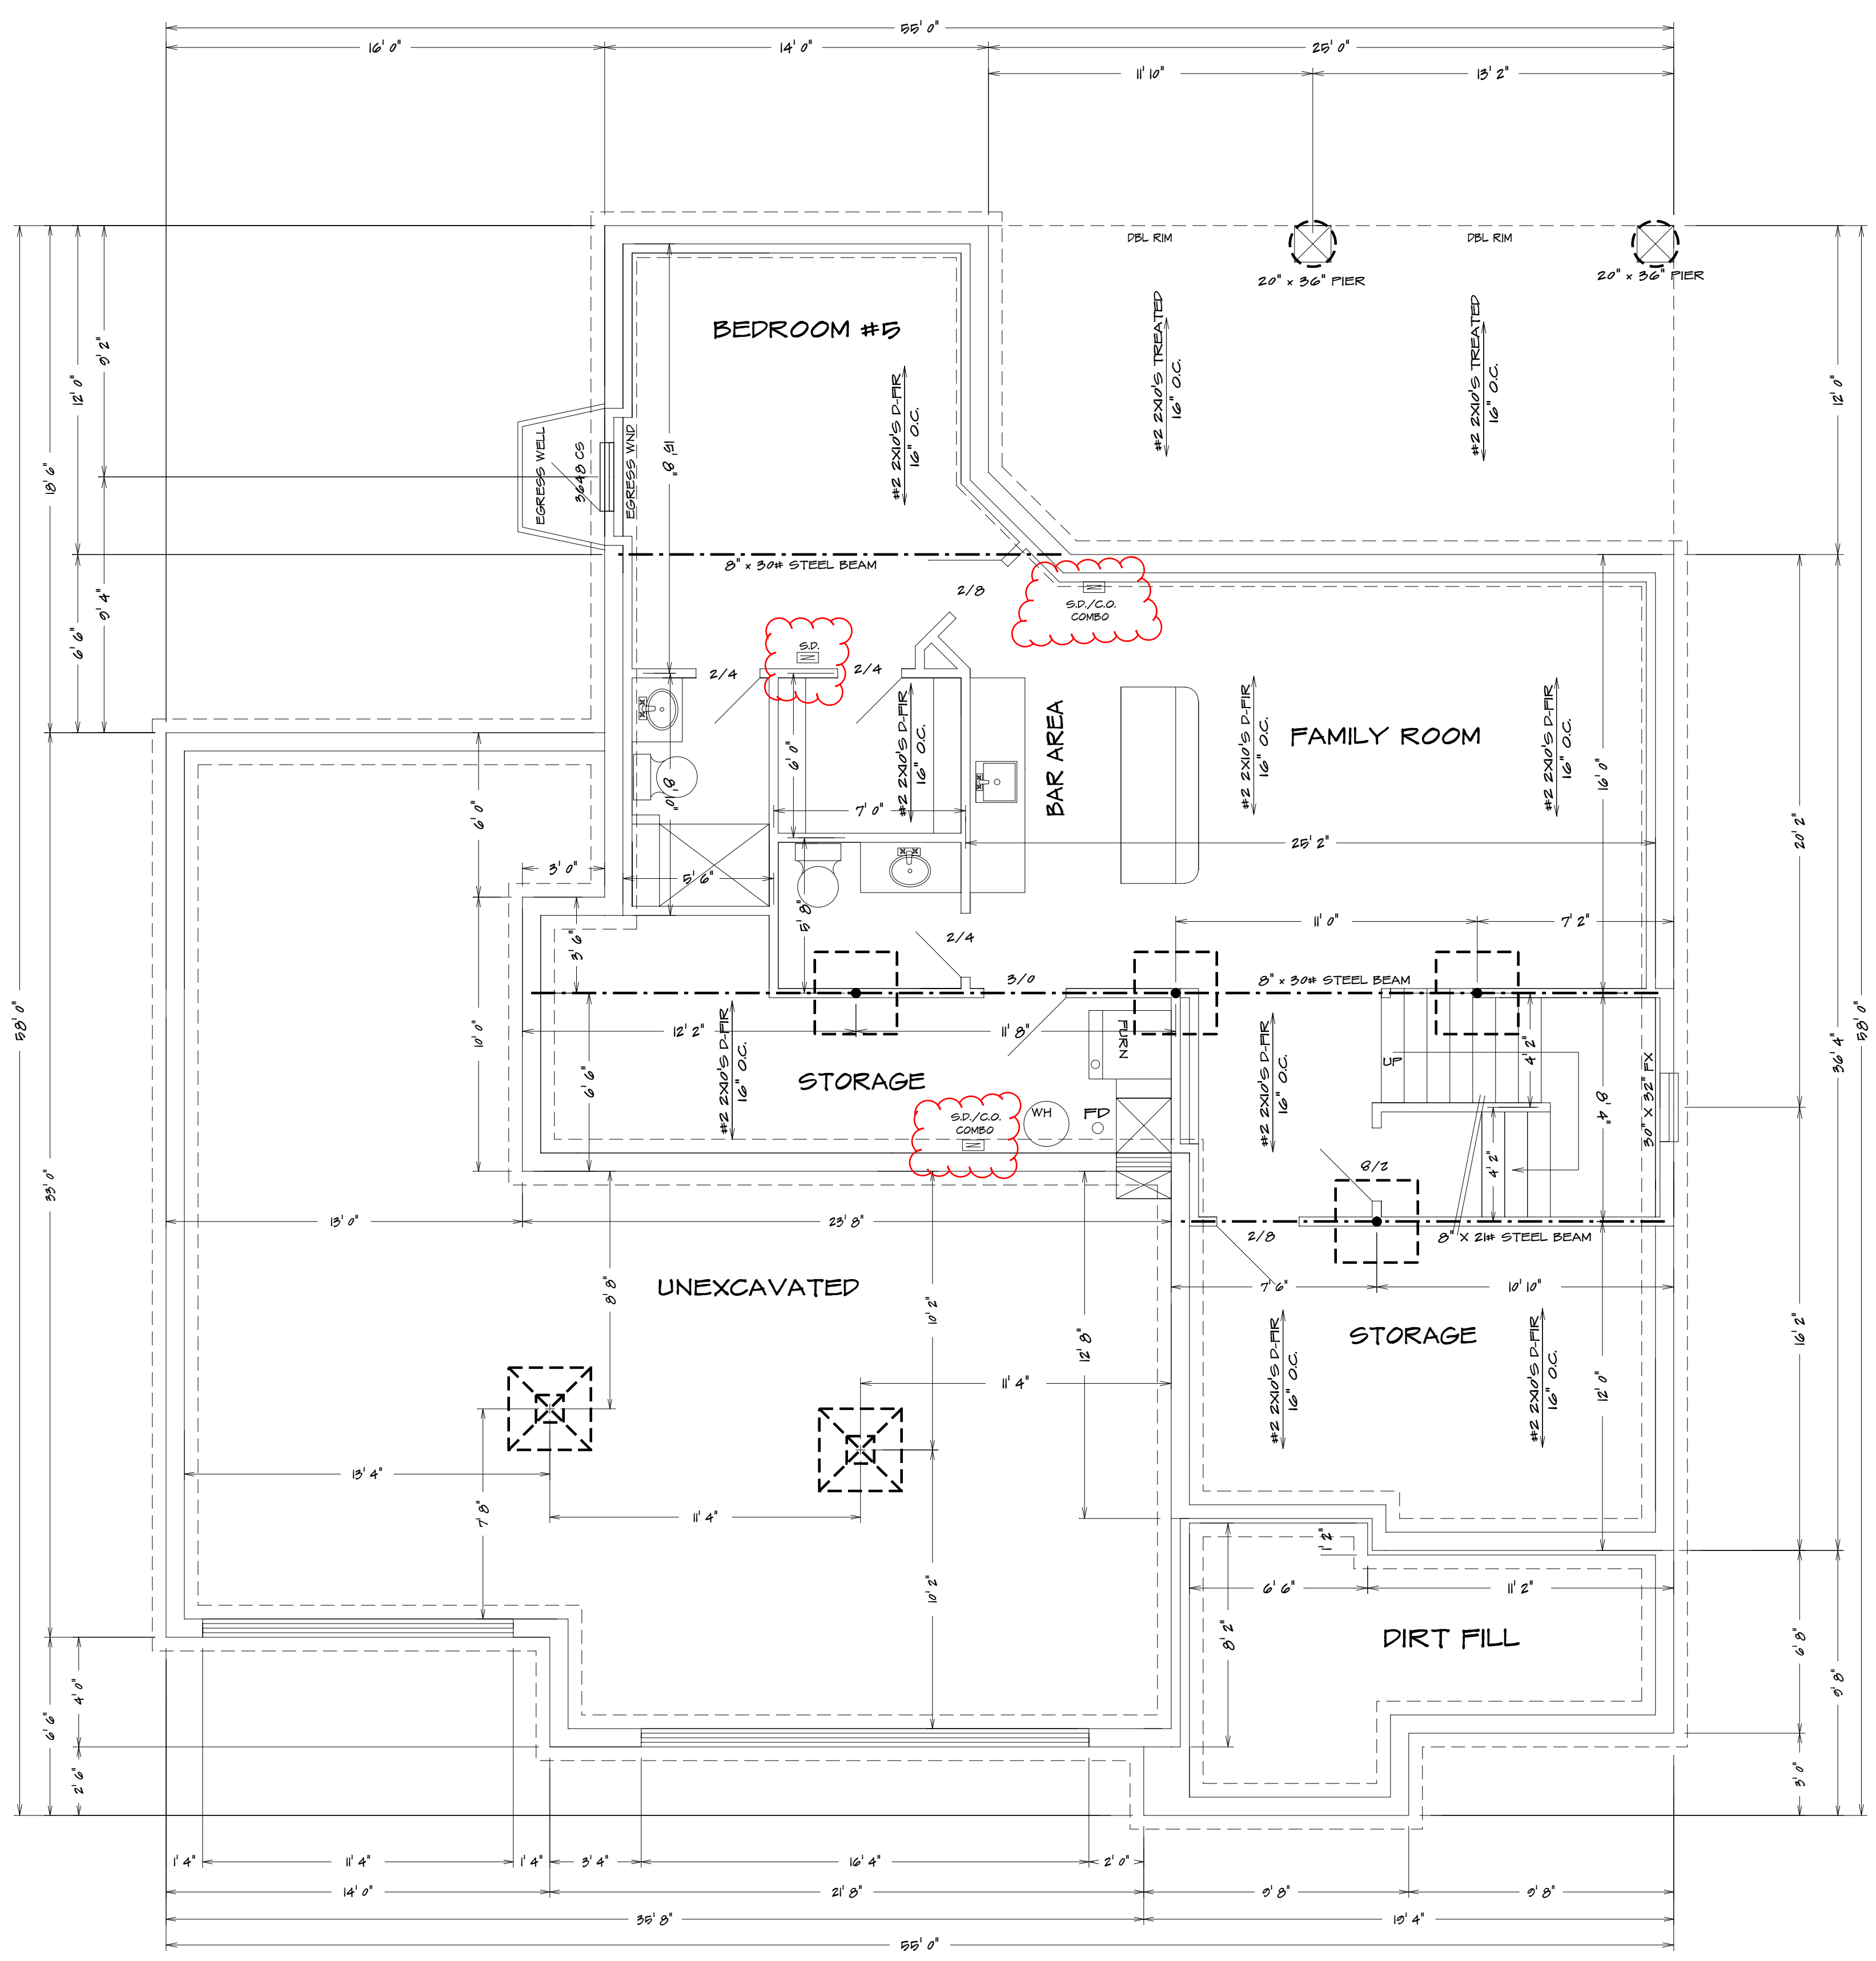 55' 0"
16' 0"
14' 0"
25' 0"
11' 10"
13' 2"
DBL RIM
DBL RIM
20" x 36" PIER
20" x 36" PIER
BEDROOM #5
#2 2X10'S D-FIR
16" O.C.
#2 2X10'S TREATED
16" O.C.
#2 2X10'S TREATED
16" O.C.
9' 2"
12' 0"
18' 6"
58' 0"
9' 4"
6' 6"
12' 0"
EGRESS WELL
3648 CS
EGRESS WND
15' 8"
8" x 30# STEEL BEAM
2/8
S.D./C.O.
COMBO
S.D.
2/4
2/4
#2 2X10'S D-FIR
16" O.C.
6' 0"
8' 10"
7' 0"
BAR AREA
FAMILY ROOM
#2 2X10'S D-FIR
16" O.C.
#2 2X10'S D-FIR
16" O.C.
16' 0"
20' 2"
36' 4"
58' 0"
25' 2"
6' 0"
3' 0"
5' 6"
5' 8"
3' 6"
10' 0"
2/4
11' 0"
7' 2"
3/0
8" x 30# STEEL BEAM
12' 2"
11' 8"
6' 6"
#2 2X10'S D-FIR
16" O.C.
STORAGE
FURN
WH
FD
S.D./C.O.
COMBO
#2 2X10'S D-FIR
16" O.C.
UP
4' 2"
4' 2"
8' 4"
30" X 32" FX
8/2
33' 0"
13' 0"
23' 8"
2/8
8" X 21# STEEL BEAM
7' 6"
10' 10"
UNEXCAVATED
8' 8"
10' 2"
12' 8"
11' 4"
STORAGE
#2 2X10'S D-FIR
16" O.C.
#2 2X10'S D-FIR
16" O.C.
12' 0"
16' 2"
13' 4"
7' 8"
11' 4"
10' 2"
1' 2"
6' 6"
11' 2"
8' 2"
DIRT FILL
6' 8"
9' 8"
3' 0"
4' 0"
6' 6"
2' 6"
1' 4"
11' 4"
1' 4"
3' 4"
16' 4"
2' 0"
14' 0"
21' 8"
9' 8"
9' 8"
35' 8"
19' 4"
55' 0"